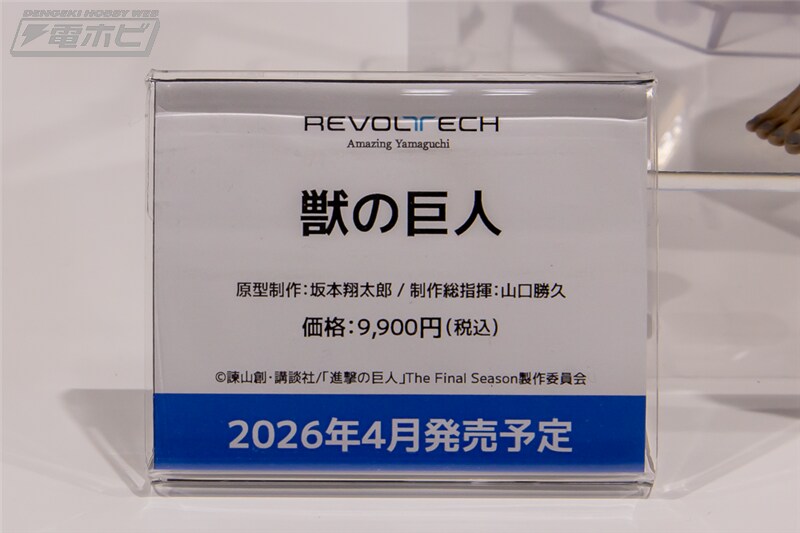 DENGEKI HOBBY WEB
電ホビ
REVOLTECH
Amazing Yamaguchi
獣の巨人
原型制作:坂本翔太郎 / 制作総指揮:山口勝久
価格:9,900円(税込)
©諫山創・講談社/「進撃の巨人」The Final Season製作委員会
2026年4月発売予定